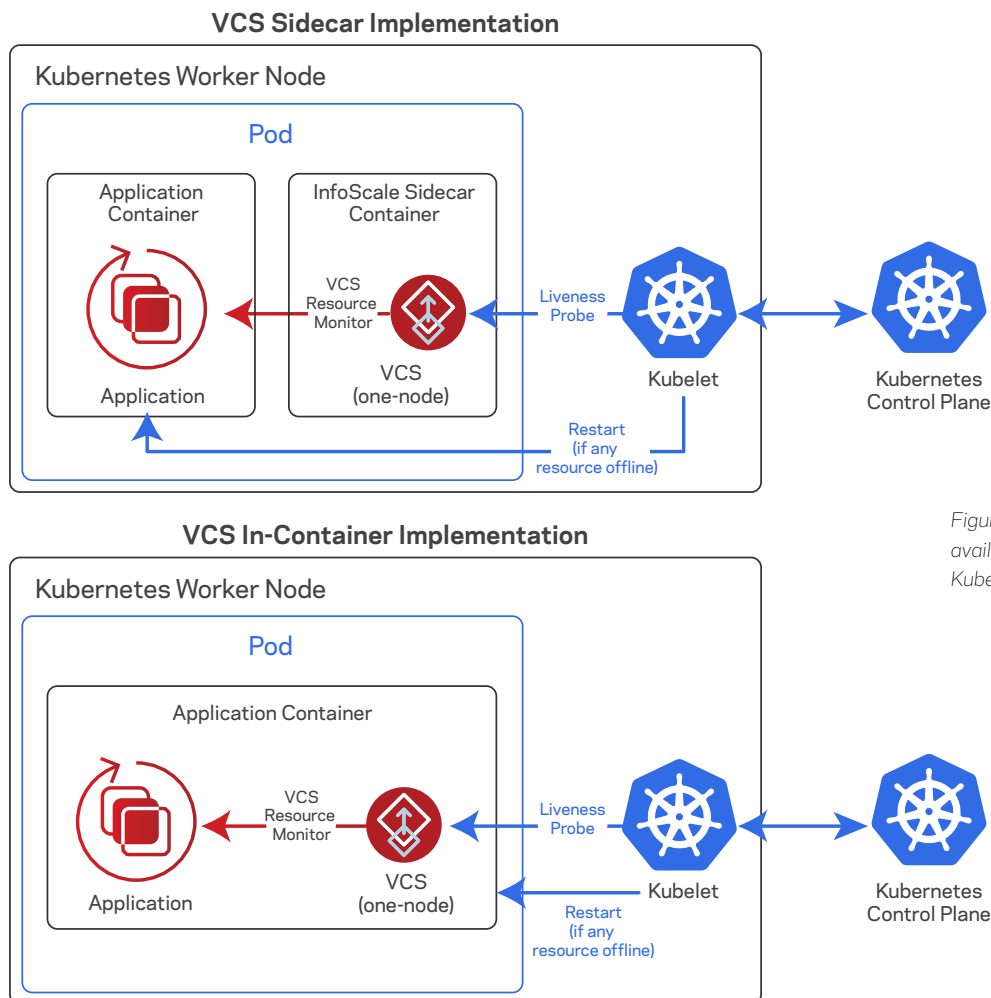 VCS Sidecar Implementation
Kubernetes Worker Node
Pod
Application
Container
InfoScale Sidecar
Container
VCS
Resource
Monitor
Liveness
Probe
Application
VCS
(one-node)
Kubelet
Kubernetes
Control Plane
Restart
(if any
resource offline)
VCS In-Container Implementation
Kubernetes Worker Node
Pod
Application Container
VCS
Resource
Monitor
Liveness
Probe
Application
VCS
(one-node)
Kubelet
Kubernetes
Control Plane
Restart
(if any
resource offline)